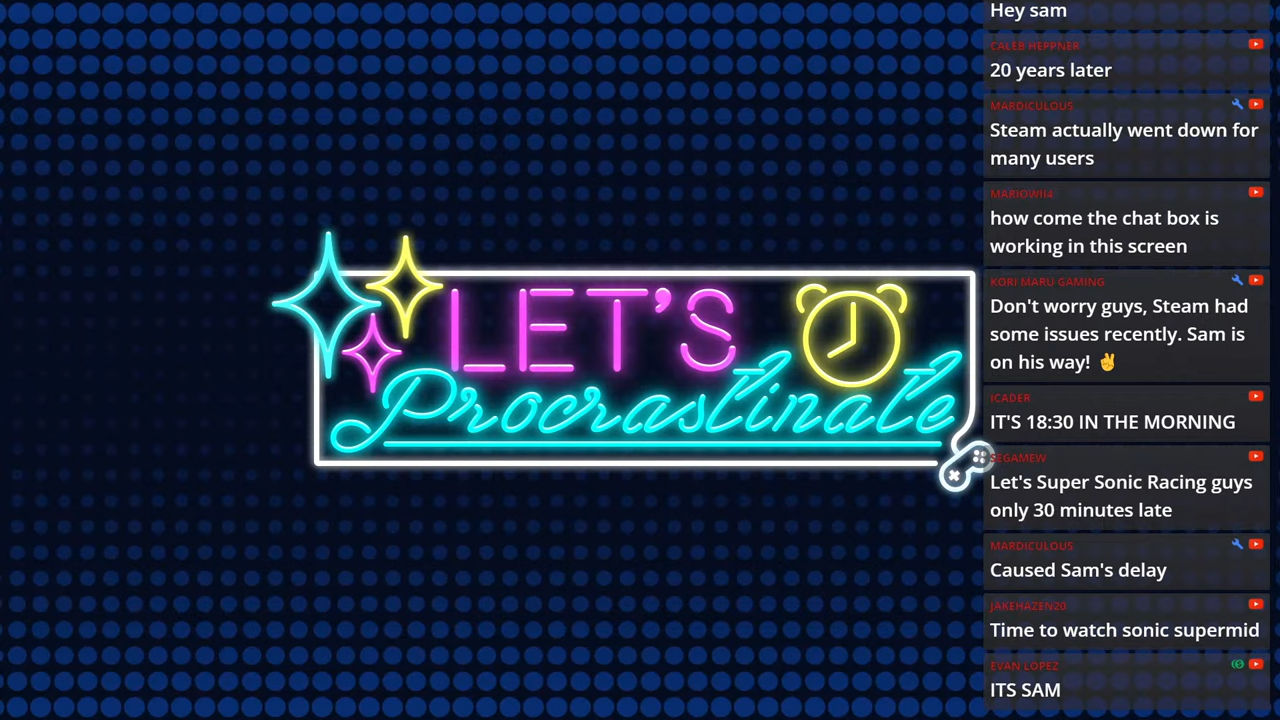 LET'S
Procrastinate
Hey sam
CALEB HEPPNER
20 years later
MARDICULOUS
Steam actually went down for
many users
MARIOWII4
how come the chat box is
working in this screen
KORI MARU GAMING
Don't worry guys, Steam had
some issues recently. Sam is
on his way! ✌️
ICADER
IT'S 18:30 IN THE MORNING
SEGAMEW
Let's Super Sonic Racing guys
only 30 minutes late
MARDICULOUS
Caused Sam's delay
JAKEHAZEN20
Time to watch sonic supermid
EVAN LOPEZ
ITS SAM